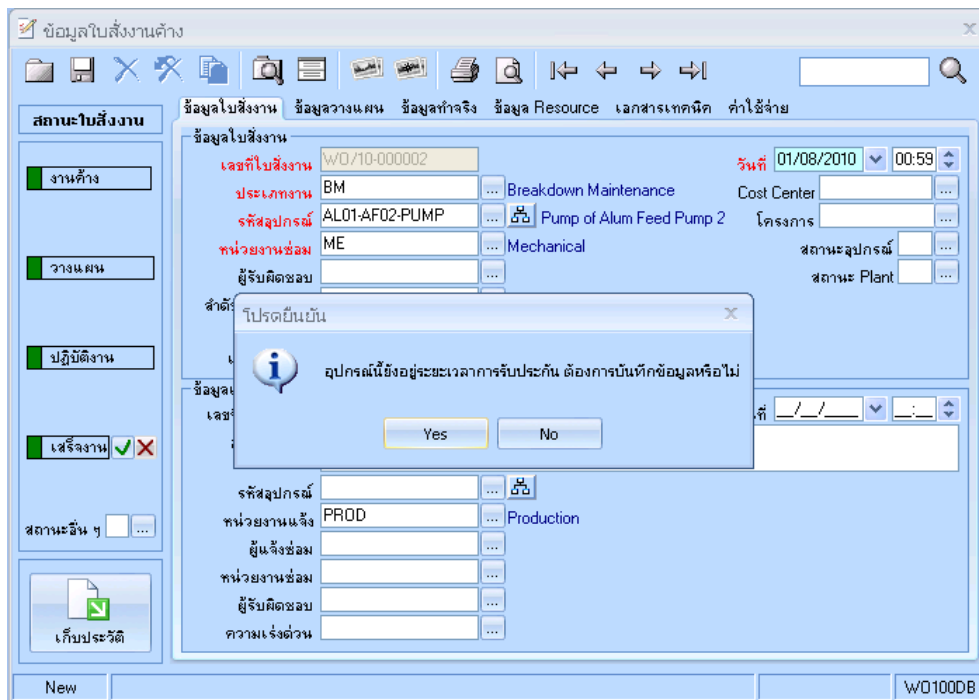 ข้อมูลใบสั่งงานค้าง
สถานะใบสั่งงาน
งานค้าง
วางแผน
ปฏิบัติงาน
เสร็จงาน
สถานะอื่น ๆ
เก็บประวัติ
ข้อมูลใบสั่งงาน ข้อมูลวางแผน ข้อมูลทำจริง ข้อมูล Resource เอกสารเทคนิค ค่าใช้จ่าย
ข้อมูลใบสั่งงาน
เลขที่ใบสั่งงาน WO/10-000002 วันที่ 01/08/2010 00:59
ประเภทงาน BM ... Breakdown Maintenance Cost Center ...
รหัสอุปกรณ์ AL01-AF02-PUMP ... Pump of Alum Feed Pump 2 โครงการ ...
หน่วยงานซ่อม ME ... Mechanical สถานะอุปกรณ์ ...
ผู้รับผิดชอบ ... สถานะ Plant ...
โปรดยืนยัน
อุปกรณ์นี้ยังอยู่ระยะเวลาการรับประกัน ต้องการบันทึกข้อมูลหรือไม่
Yes No
รหัสอุปกรณ์ ...
หน่วยงานแจ้ง PROD ... Production
ผู้แจ้งซ่อม ...
หน่วยงานซ่อม ...
ผู้รับผิดชอบ ...
ความเร่งด่วน ...
New WO100DB